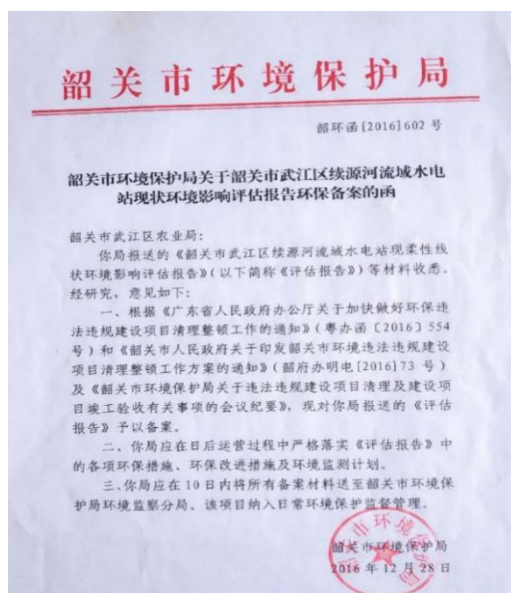 韶关市环境保护局
韶环函[2016]602 号
韶关市环境保护局关于韶关市武江区续源河流域水电
站现状环境影响评估报告环保备案的函
韶关市武江区农业局:
你局报送的《韶关市武江区续源河流域水电站现柔性线
状环境影响评估报告》(以下简称《评估报告》)等材料收悉。
经研究，意见如下:
一、根据《广东省人民政府办公厅关于加快做好环保违
法违规建设项目清理整顿工作的通知》(粤办函〔2016〕554
号)和《韶关市人民政府关于印发韶关市环境违法违规建设
项目清理整顿工作方案的通知》(韶府办明电[2016]73 号)
及《韶关市环境保护局关于违法违规建设项目清理及建设项
目竣工验收有关事项的会议纪要》，现对你局报送的《评估
报告》予以备案。
二、你局应在日后运营过程中严格落实《评估报告》中
的各项环保措施、环保改进措施及环境监测计划。
三、你局应在 10 日内将所有备案材料送至韶关市环境保
护局环境监察分局。该项目纳入日常环境保护监督管理。
韶关市环境保护局
2016 年 12 月 28 日
韶关市环境保护局